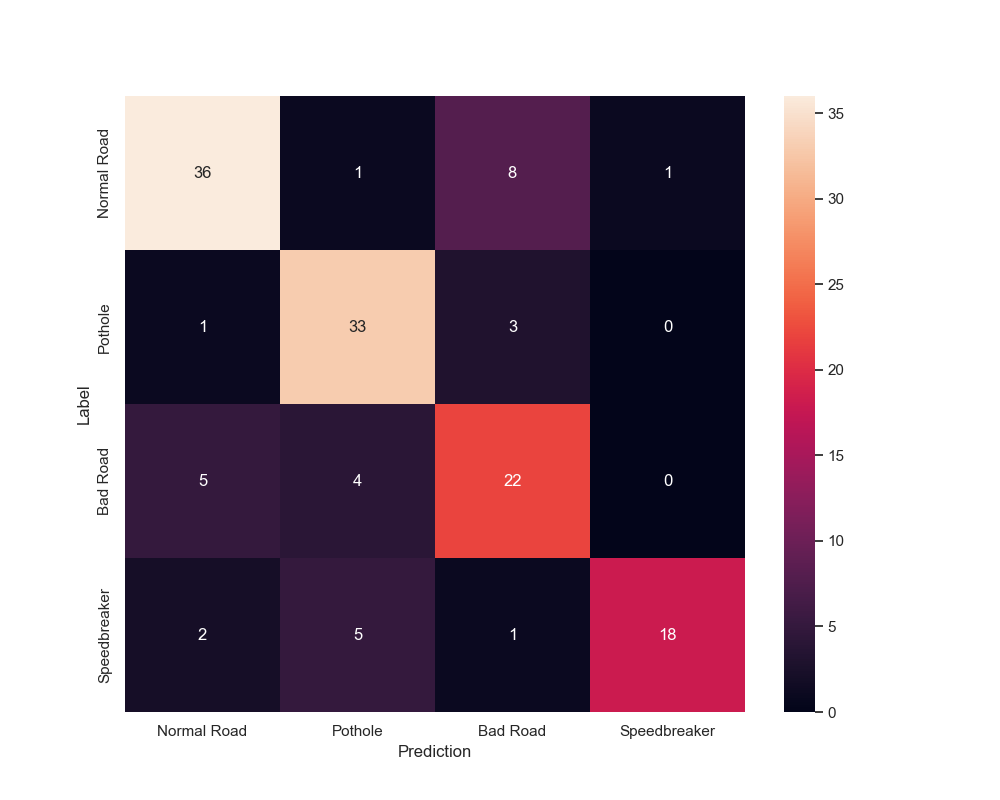 Label
Normal Road
36 1 8 1
Pothole
1 33 3 0
Bad Road
5 4 22 0
Speedbreaker
2 5 1 18
Normal Road Pothole Bad Road Speedbreaker
Prediction
35
30
25
20
15
10
5
0